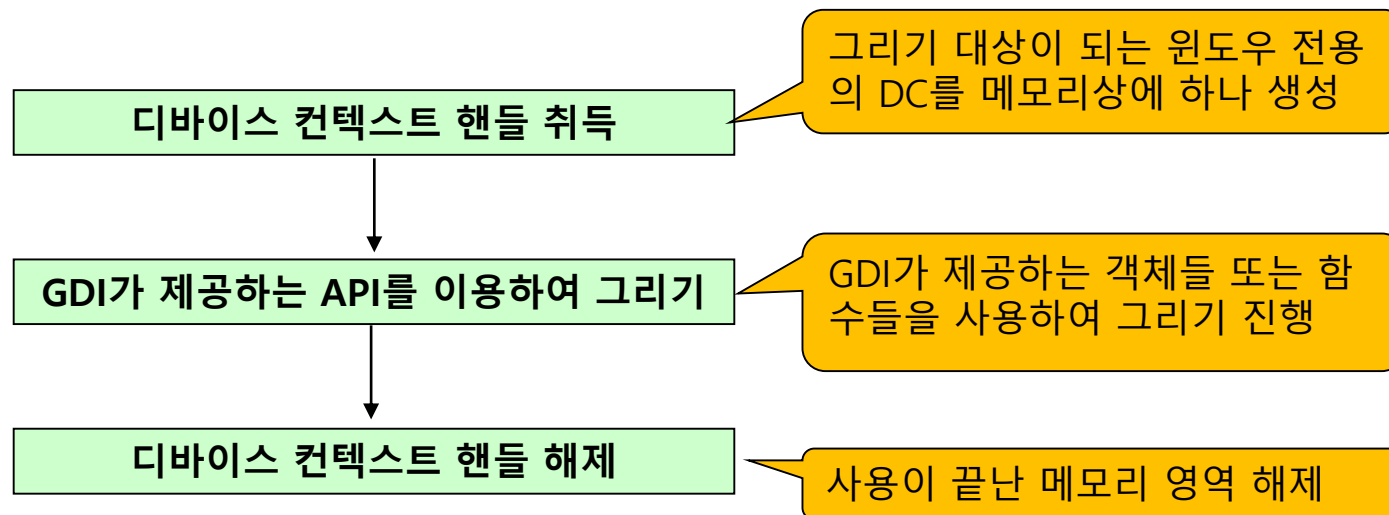 그리기 대상이 되는 윈도우 전용
의 DC를 메모리상에 하나 생성
디바이스 컨텍스트 핸들 취득
GDI가 제공하는 API를 이용하여 그리기
GDI가 제공하는 객체들 또는 함
수들을 사용하여 그리기 진행
디바이스 컨텍스트 핸들 해제
사용이 끝난 메모리 영역 해제